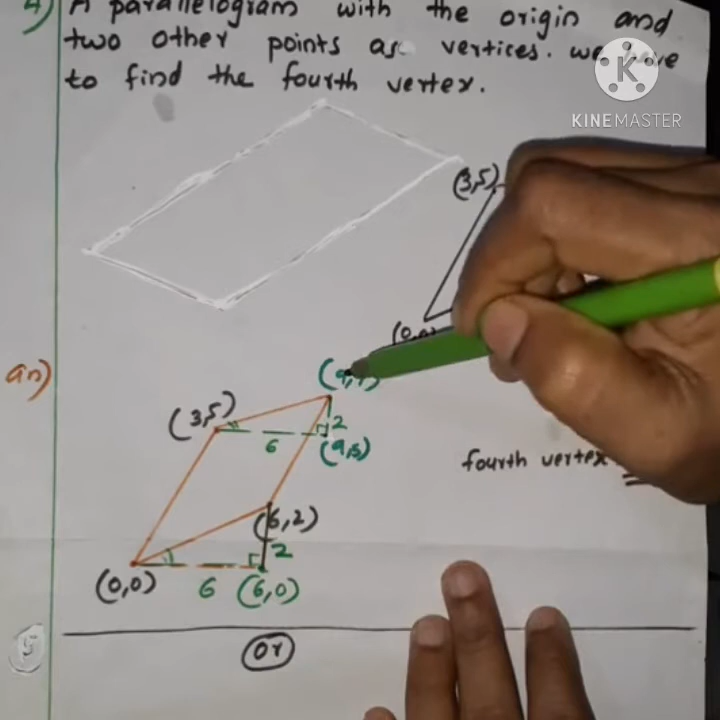 4) A parallelogram with the origin and
two other points as vertices. we have
to find the fourth vertex.
KINEMASTER
(3,5)
an)
(3,5)
2
6
(9,5)
fourth vertex =
(6,2)
2
(0,0)
6
(6,0)
or